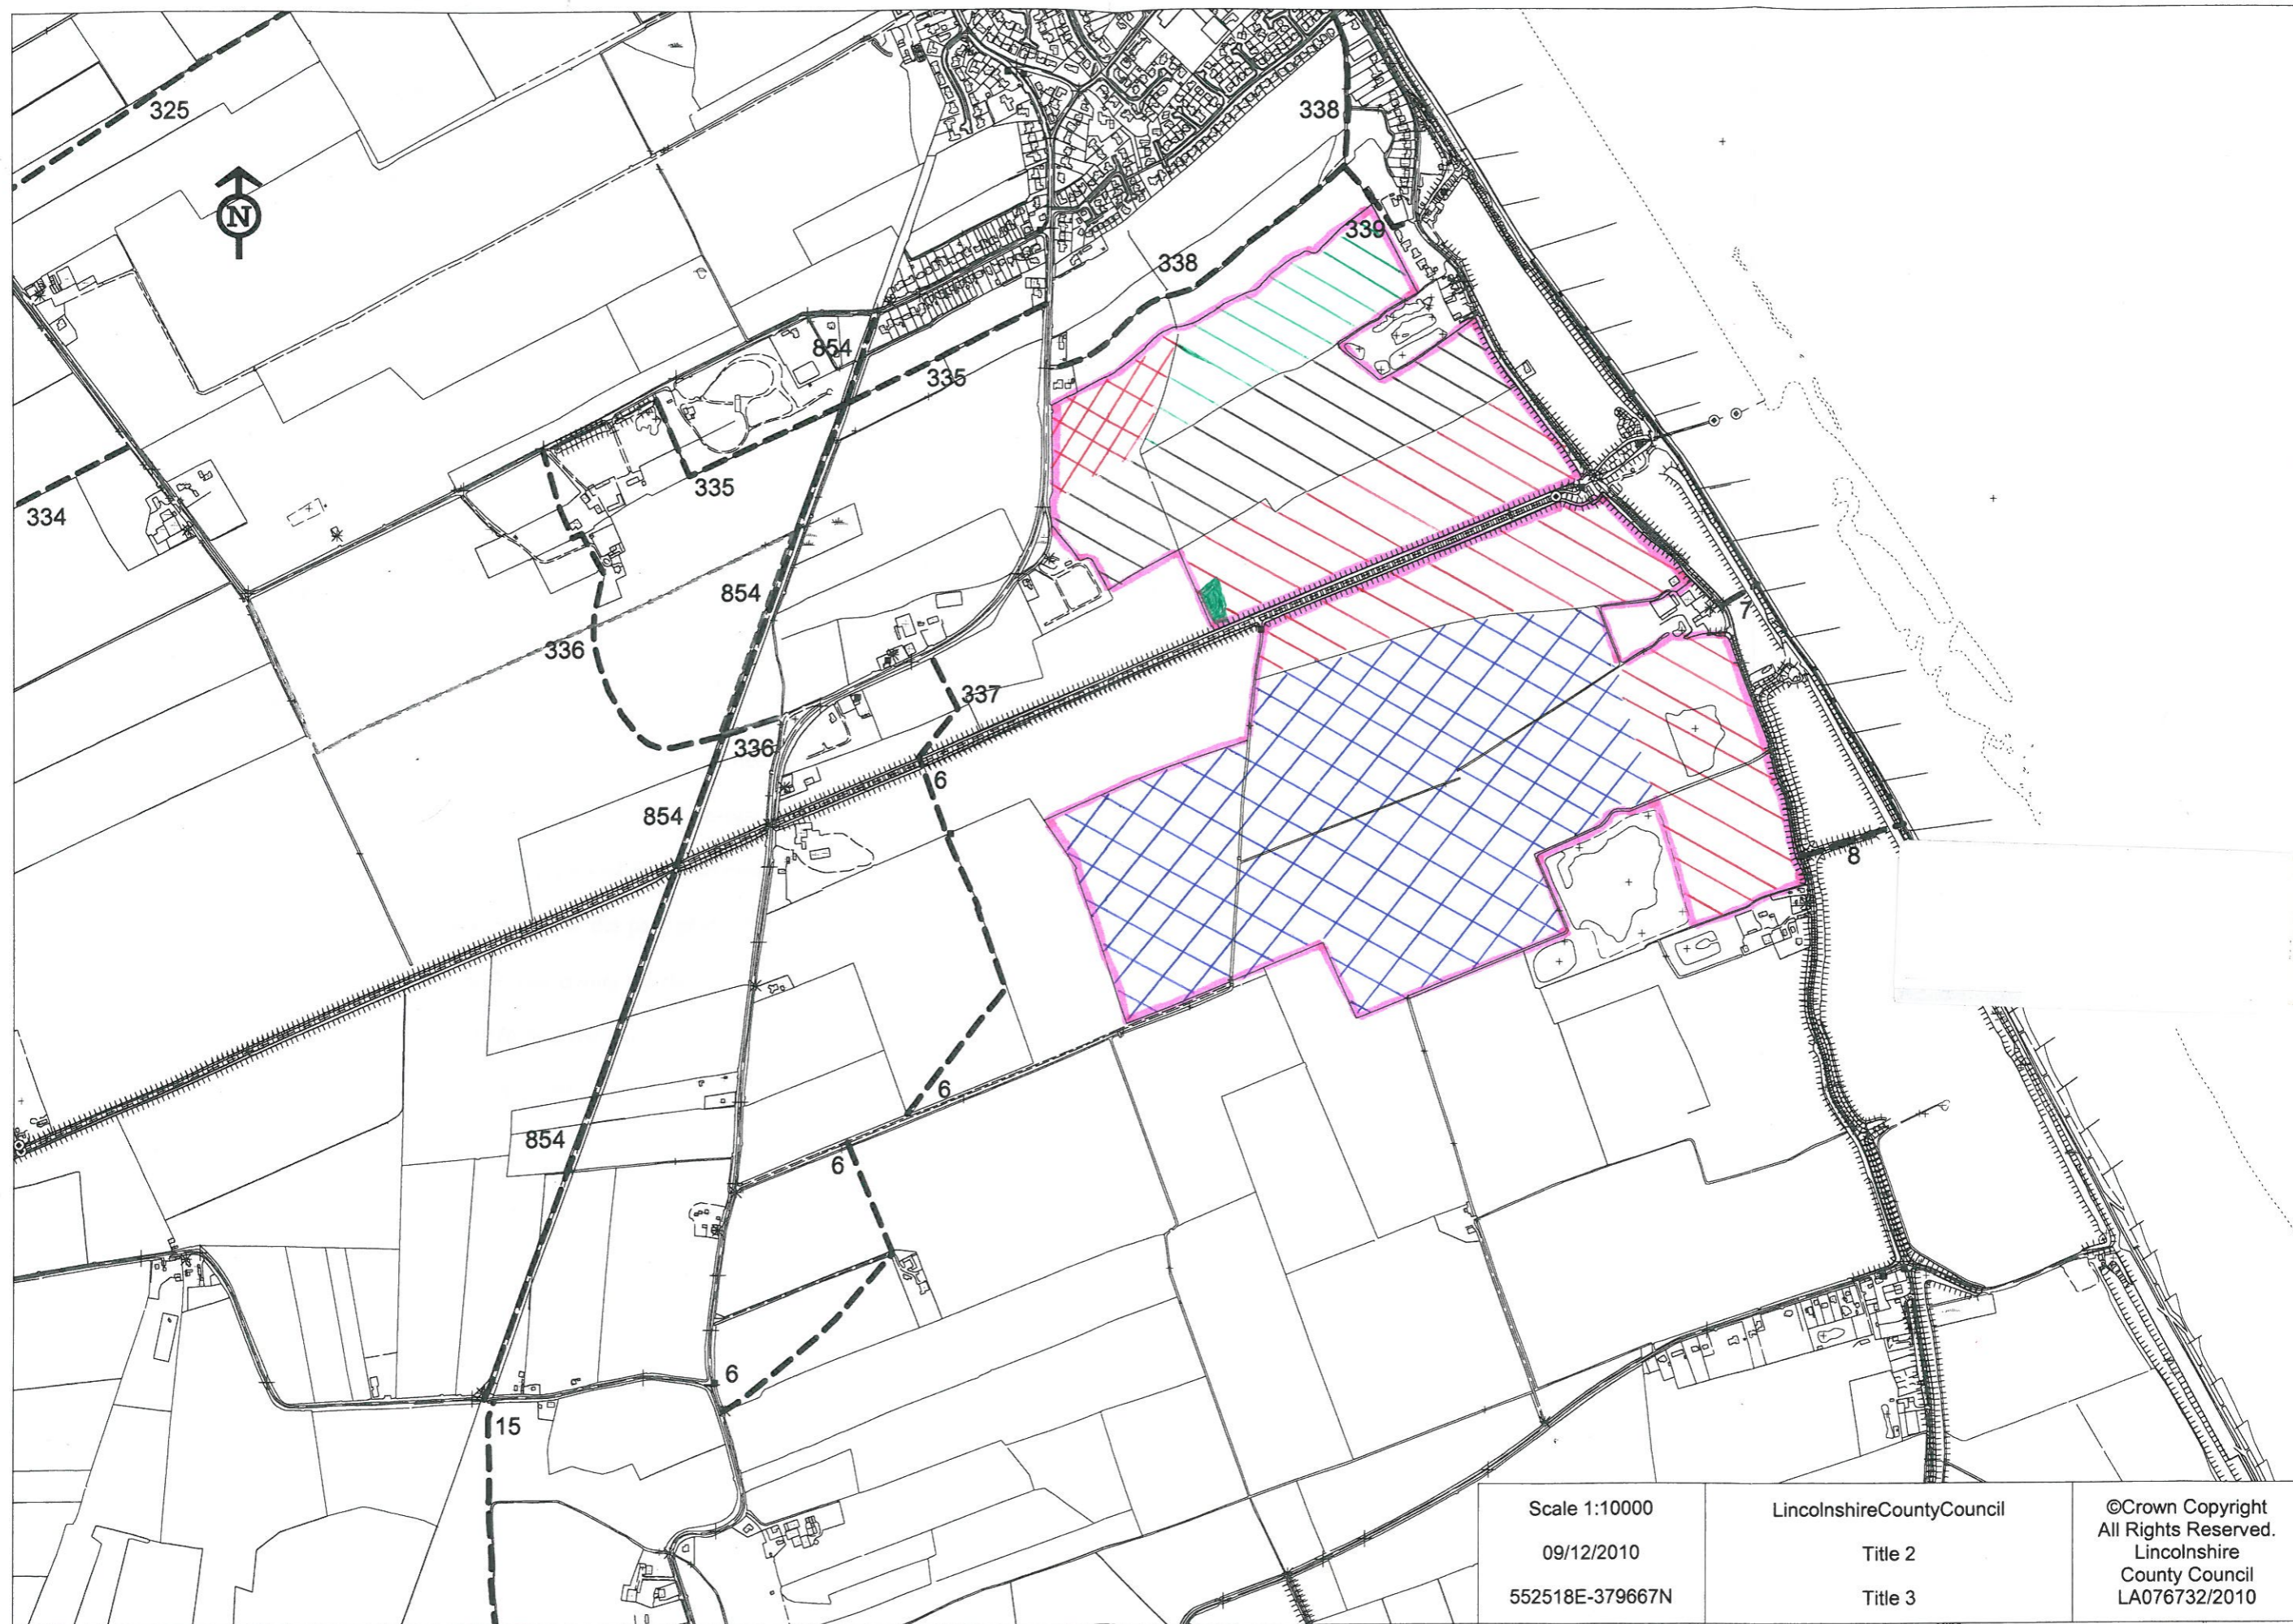 325
338
N
339
338
854
335
335
334
854
7
336
337
336
6
854
8
6
854
6
6
15
Scale 1:10000
09/12/2010
552518E-379667N
LincolnshireCountyCouncil
Title 2
Title 3
©Crown Copyright
All Rights Reserved.
Lincolnshire
County Council
LA076732/2010